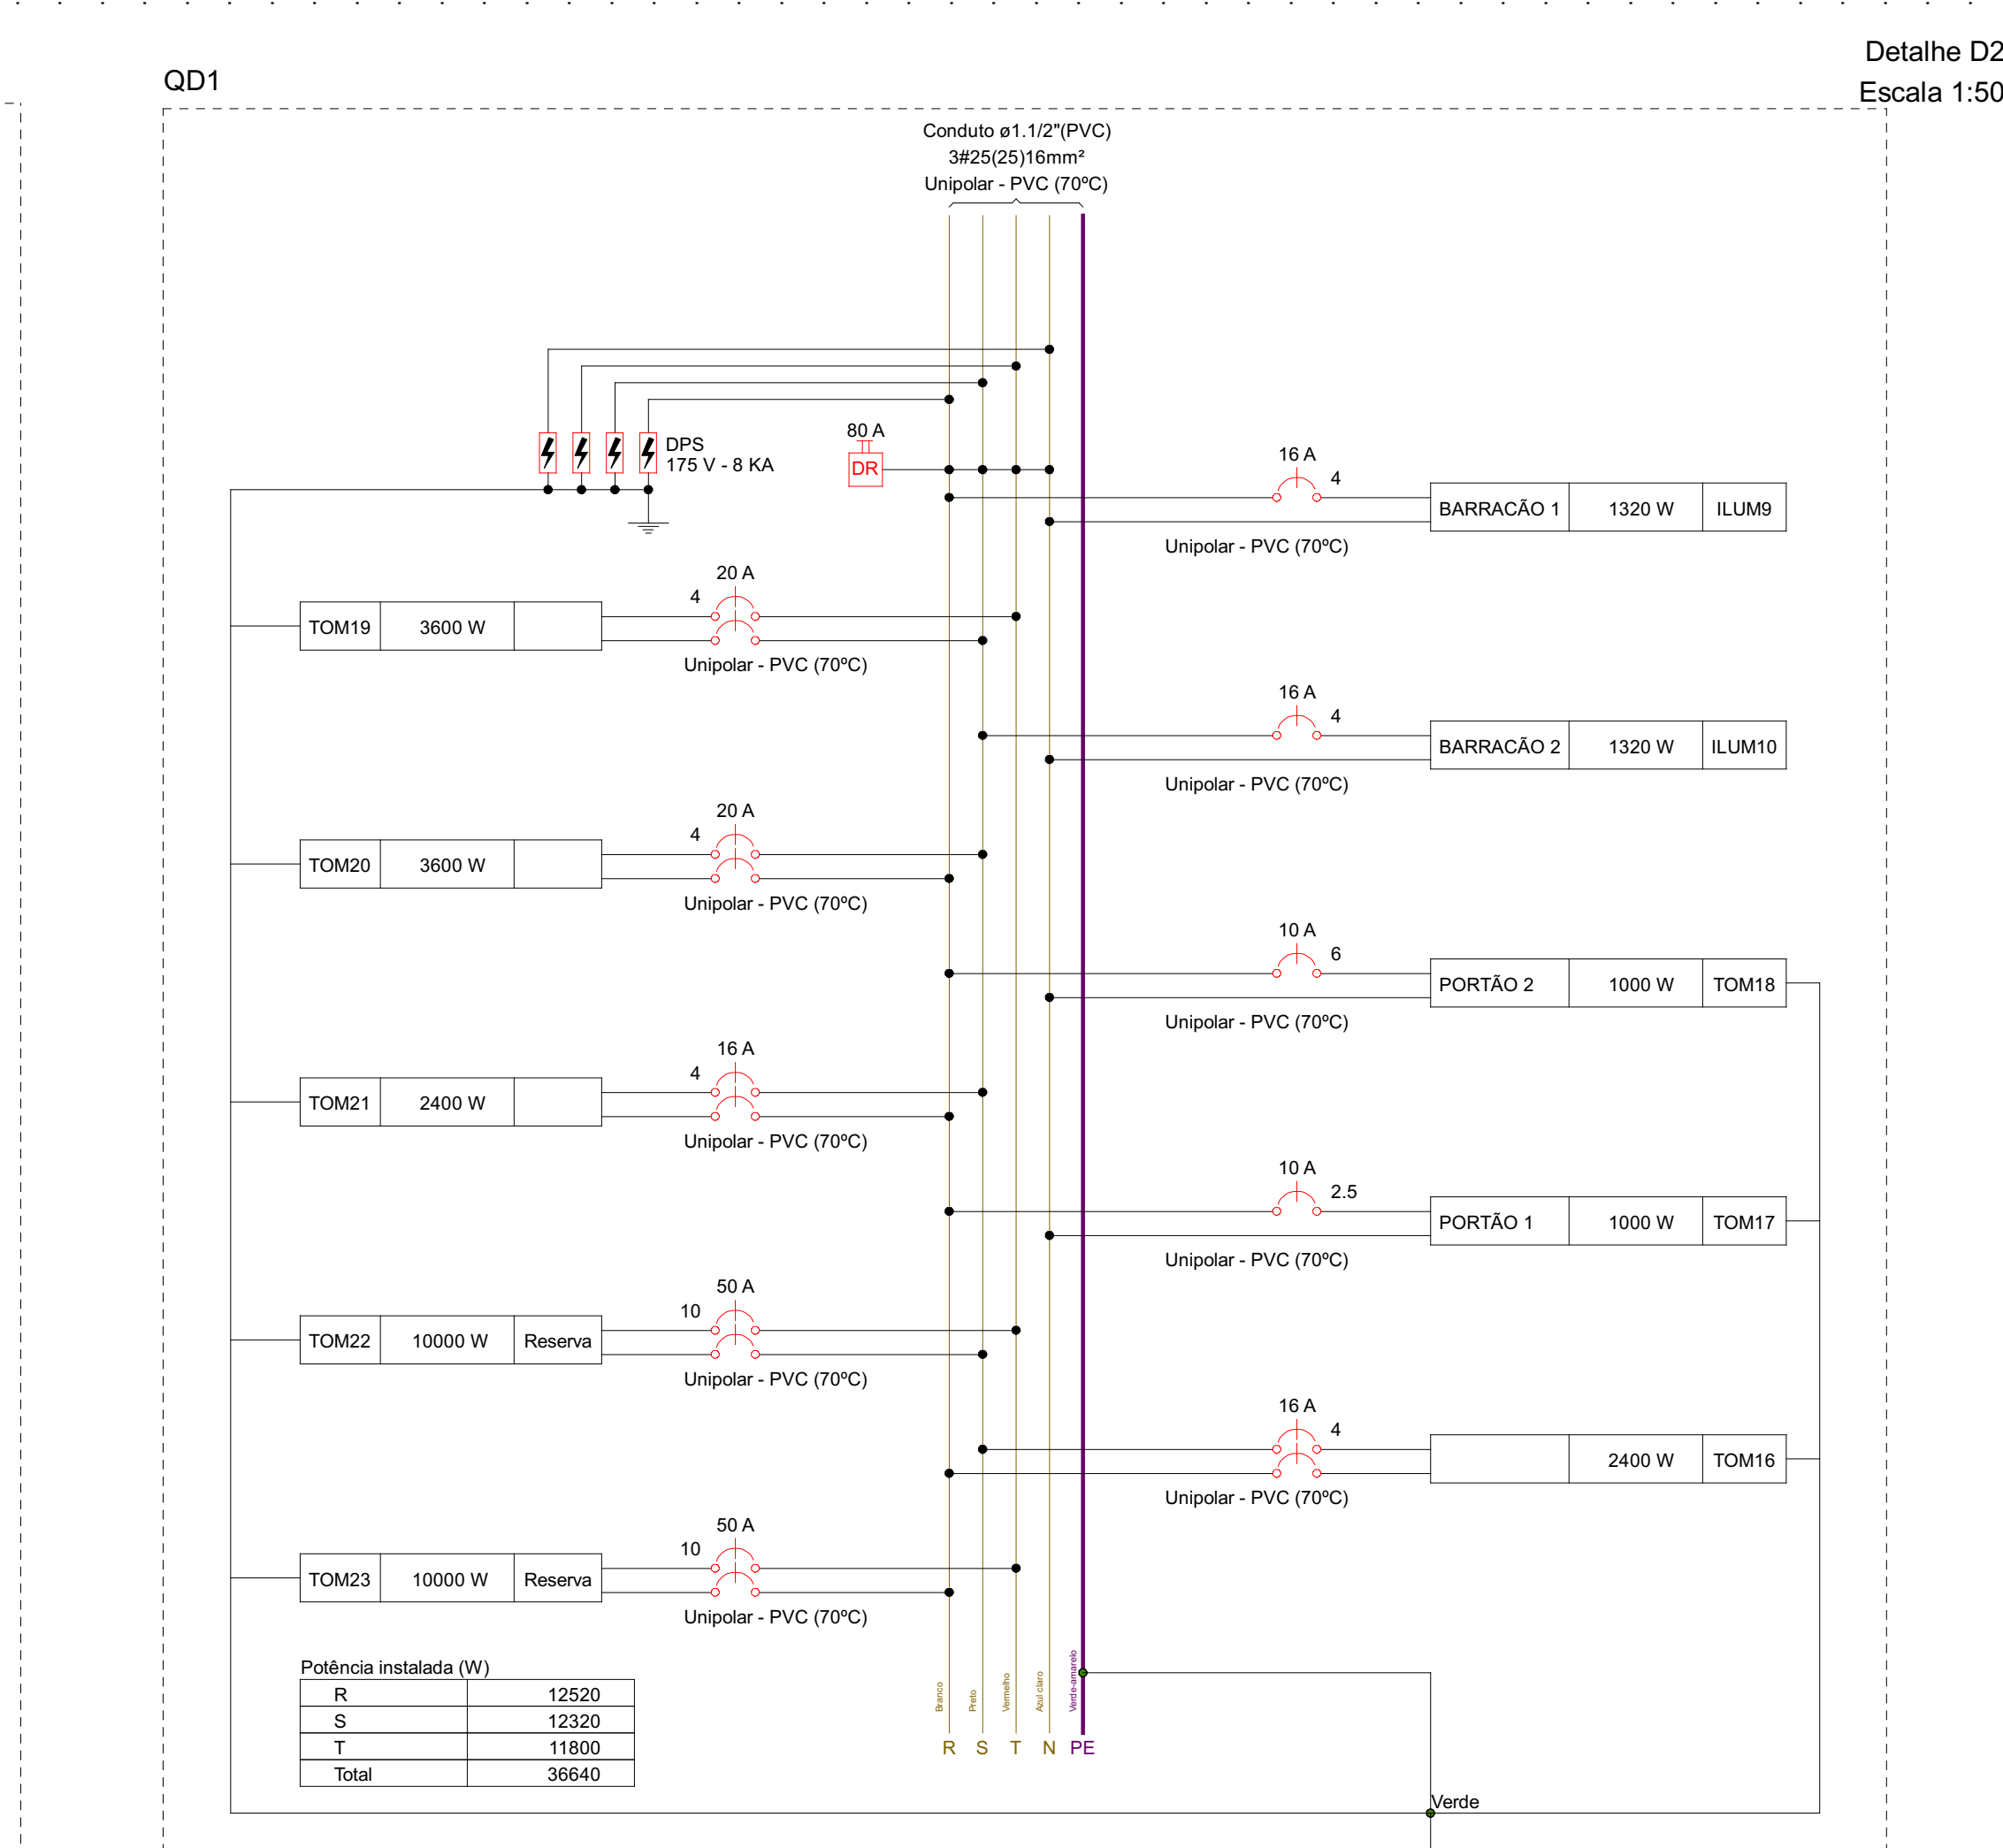 Detalhe D2
Escala 1:50
QD1
Conduto ø1.1/2"(PVC)
3#25(25)16mm²
Unipolar - PVC (70ºC)
DPS
175 V - 8 KA
80 A
DR
16 A
4
BARRACÃO 1 1320 W ILUM9
Unipolar - PVC (70ºC)
20 A
4
TOM19 3600 W
Unipolar - PVC (70ºC)
16 A
4
BARRACÃO 2 1320 W ILUM10
Unipolar - PVC (70ºC)
20 A
4
TOM20 3600 W
Unipolar - PVC (70ºC)
10 A
6
PORTÃO 2 1000 W TOM18
Unipolar - PVC (70ºC)
16 A
4
TOM21 2400 W
Unipolar - PVC (70ºC)
10 A
2.5
PORTÃO 1 1000 W TOM17
Unipolar - PVC (70ºC)
50 A
10
TOM22 10000 W Reserva
Unipolar - PVC (70ºC)
16 A
4
2400 W TOM16
Unipolar - PVC (70ºC)
50 A
10
TOM23 10000 W Reserva
Unipolar - PVC (70ºC)
Potência instalada (W)
R 12520
S 12320
T 11800
Total 36640
Branco
Preto
Vermelho
Azul claro
Verde-amarelo
R S T N PE
Verde